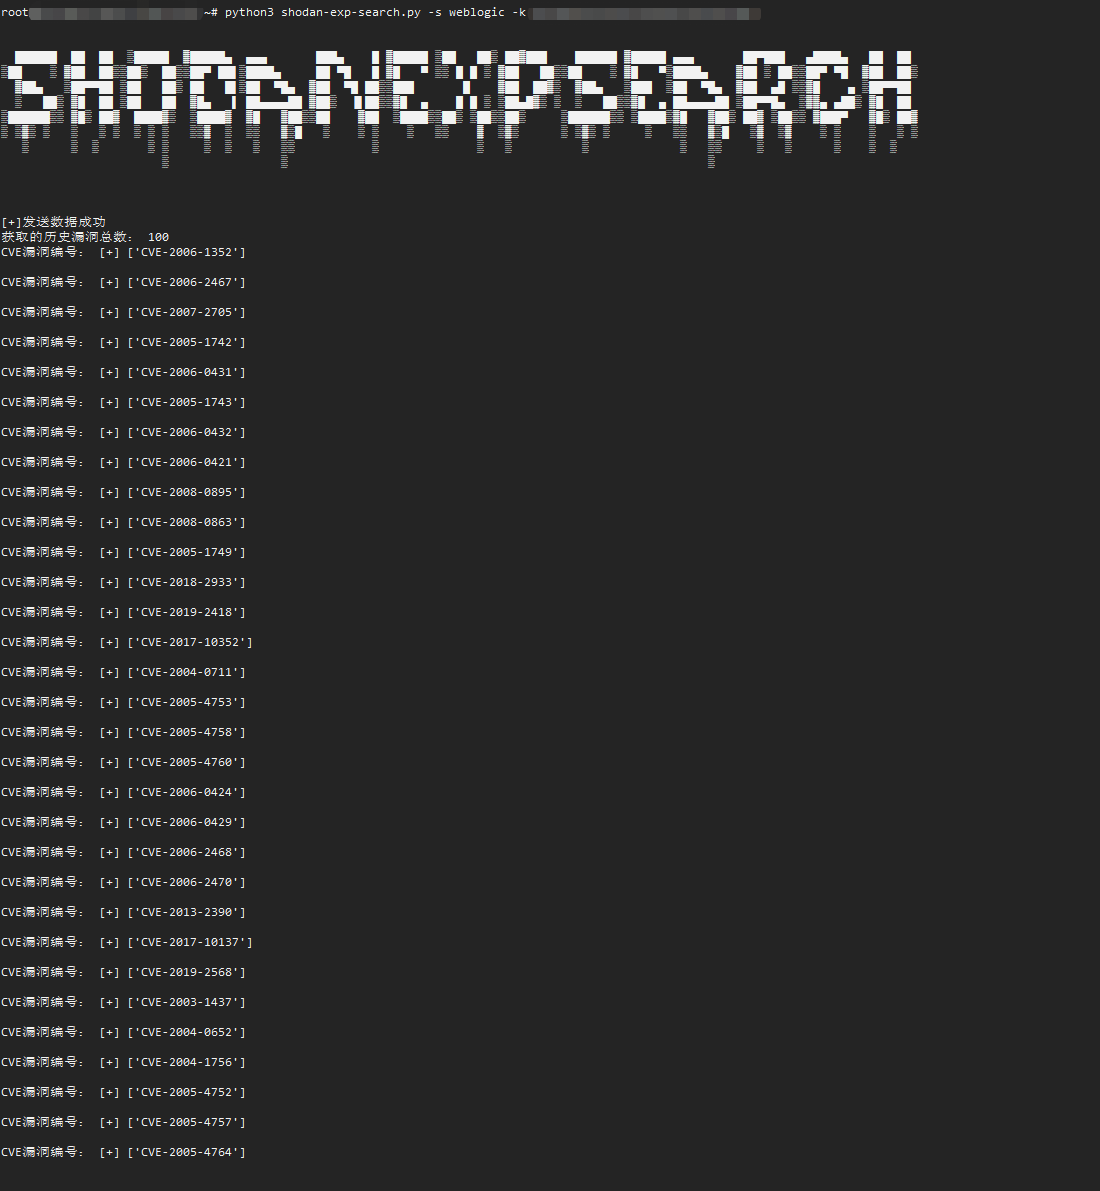 root ~# python3 shodan-exp-search.py -s weblogic -k
SHODAN-EXP-SEARCH
[+]发送数据成功
获取的历史漏洞总数： 100
CVE漏洞编号： [+] ['CVE-2006-1352']
CVE漏洞编号： [+] ['CVE-2006-2467']
CVE漏洞编号： [+] ['CVE-2007-2705']
CVE漏洞编号： [+] ['CVE-2005-1742']
CVE漏洞编号： [+] ['CVE-2006-0431']
CVE漏洞编号： [+] ['CVE-2005-1743']
CVE漏洞编号： [+] ['CVE-2006-0432']
CVE漏洞编号： [+] ['CVE-2006-0421']
CVE漏洞编号： [+] ['CVE-2008-0895']
CVE漏洞编号： [+] ['CVE-2008-0863']
CVE漏洞编号： [+] ['CVE-2005-1749']
CVE漏洞编号： [+] ['CVE-2018-2933']
CVE漏洞编号： [+] ['CVE-2019-2418']
CVE漏洞编号： [+] ['CVE-2017-10352']
CVE漏洞编号： [+] ['CVE-2004-0711']
CVE漏洞编号： [+] ['CVE-2005-4753']
CVE漏洞编号： [+] ['CVE-2005-4758']
CVE漏洞编号： [+] ['CVE-2005-4760']
CVE漏洞编号： [+] ['CVE-2006-0424']
CVE漏洞编号： [+] ['CVE-2006-0429']
CVE漏洞编号： [+] ['CVE-2006-2468']
CVE漏洞编号： [+] ['CVE-2006-2470']
CVE漏洞编号： [+] ['CVE-2013-2390']
CVE漏洞编号： [+] ['CVE-2017-10137']
CVE漏洞编号： [+] ['CVE-2019-2568']
CVE漏洞编号： [+] ['CVE-2003-1437']
CVE漏洞编号： [+] ['CVE-2004-0652']
CVE漏洞编号： [+] ['CVE-2004-1756']
CVE漏洞编号： [+] ['CVE-2005-4752']
CVE漏洞编号： [+] ['CVE-2005-4757']
CVE漏洞编号： [+] ['CVE-2005-4764']